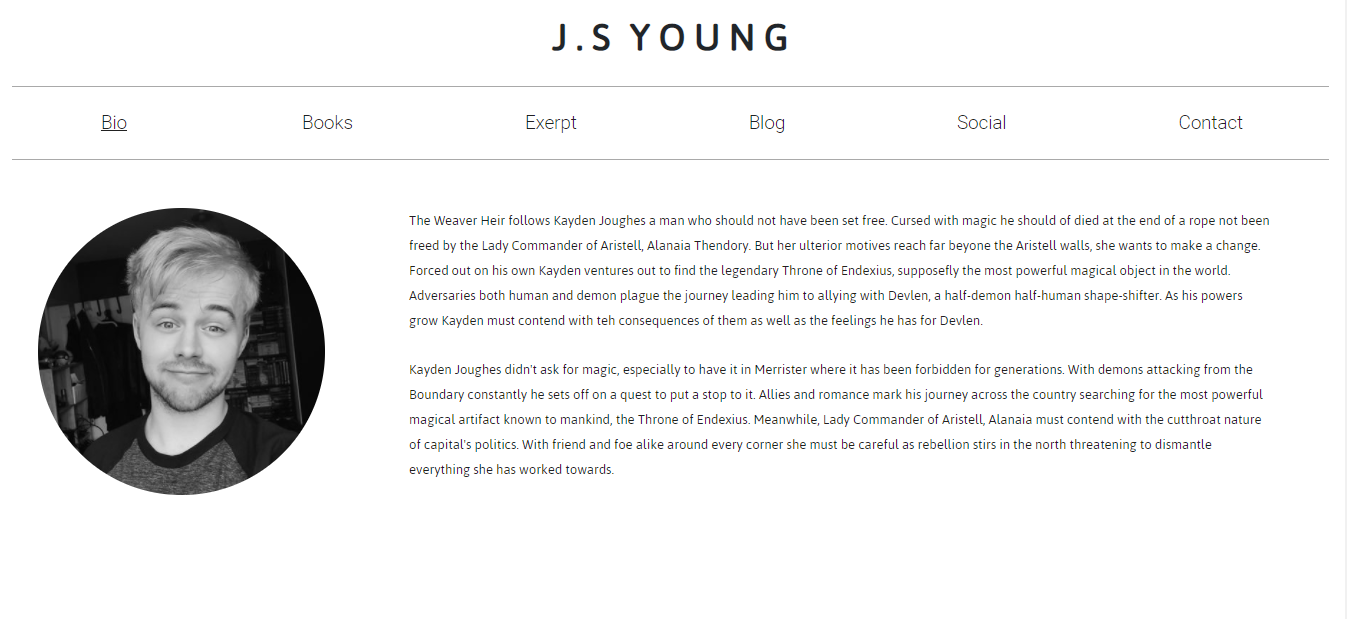 J.S YOUNG
Bio
Books
Exerpt
Blog
Social
Contact
The Weaver Heir follows Kayden Joughes a man who should not have been set free. Cursed with magic he should of died at the end of a rope not been
freed by the Lady Commander of Aristell, Alanaia Thendory. But her ulterior motives reach far beyone the Aristell walls, she wants to make a change.
Forced out on his own Kayden ventures out to find the legendary Throne of Endexius, supposefly the most powerful magical object in the world.
Adversaries both human and demon plague the journey leading him to allying with Devlen, a half-demon half-human shape-shifter. As his powers
grow Kayden must contend with teh consequences of them as well as the feelings he has for Devlen.
Kayden Joughes didn't ask for magic, especially to have it in Merrister where it has been forbidden for generations. With demons attacking from the
Boundary constantly he sets off on a quest to put a stop to it. Allies and romance mark his journey across the country searching for the most powerful
magical artifact known to mankind, the Throne of Endexius. Meanwhile, Lady Commander of Aristell, Alanaia must contend with the cutthroat nature
of capital's politics. With friend and foe alike around every corner she must be careful as rebellion stirs in the north threatening to dismantle
everything she has worked towards.